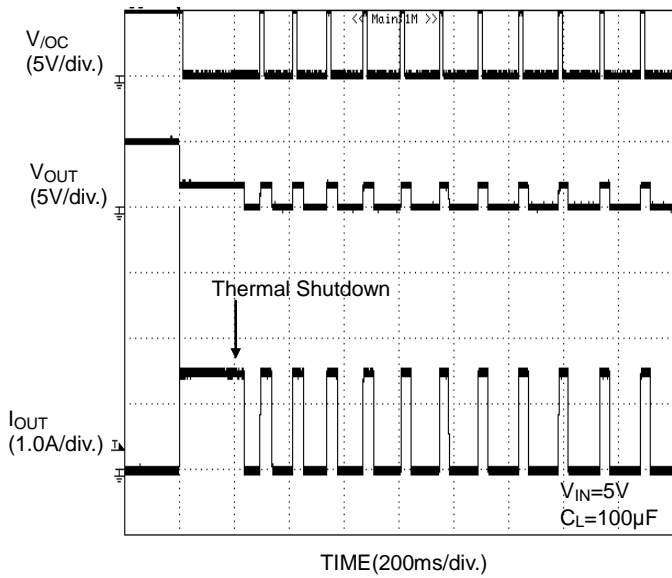 << Main:1M >>
V/OC
(5V/div.)
VOUT
(5V/div.)
Thermal Shutdown
IOUT
(1.0A/div.)
VIN=5V
CL=100µF
TIME(200ms/div.)